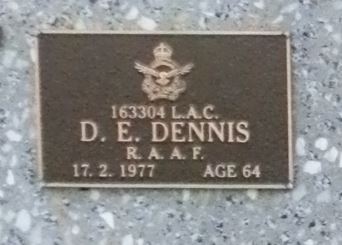 163304 L.A.C.
D. E. DENNIS
R. A. A. F.
17. 2. 1977 AGE 64